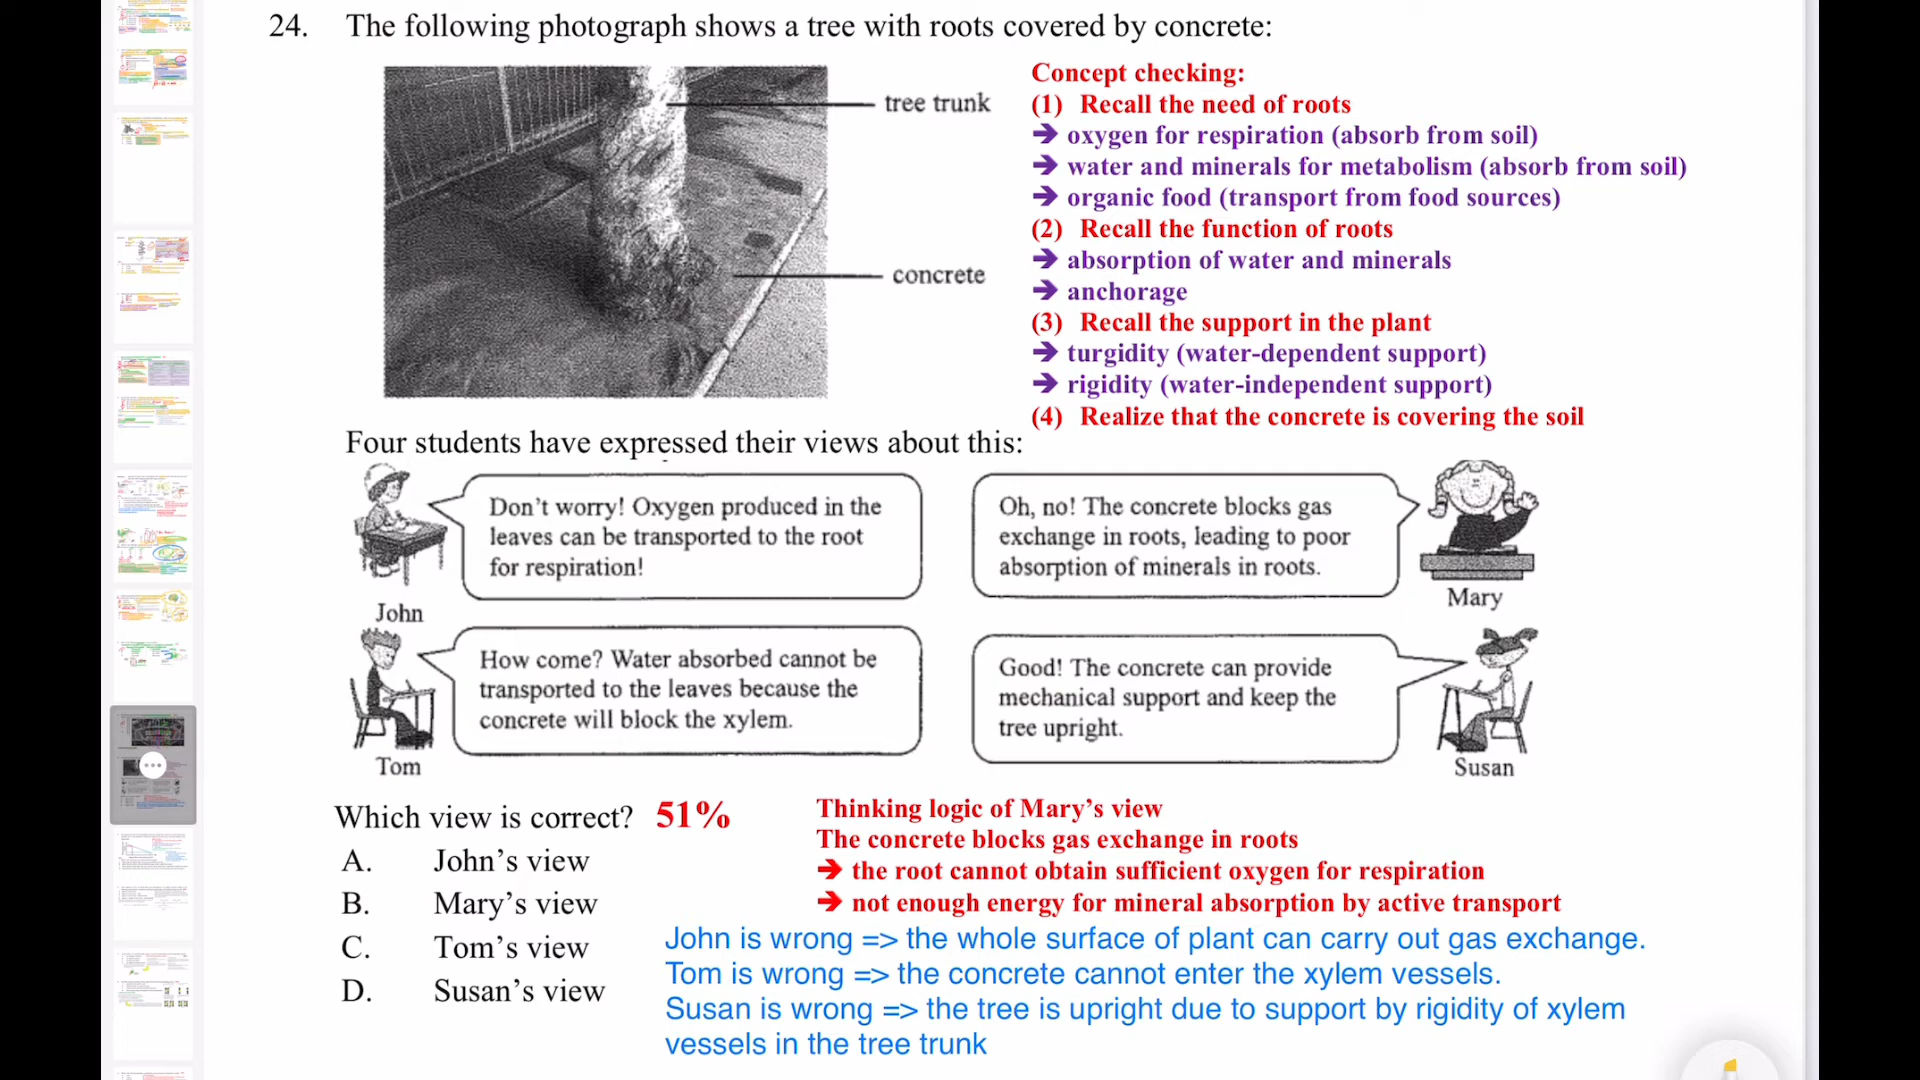 24. The following photograph shows a tree with roots covered by concrete:
tree trunk
concrete
Concept checking:
(1) Recall the need of roots
➔ oxygen for respiration (absorb from soil)
➔ water and minerals for metabolism (absorb from soil)
➔ organic food (transport from food sources)
(2) Recall the function of roots
➔ absorption of water and minerals
➔ anchorage
(3) Recall the support in the plant
➔ turgidity (water-dependent support)
➔ rigidity (water-independent support)
(4) Realize that the concrete is covering the soil
Four students have expressed their views about this:
Don't worry! Oxygen produced in the
leaves can be transported to the root
for respiration!
John
Oh, no! The concrete blocks gas
exchange in roots, leading to poor
absorption of minerals in roots.
Mary
How come? Water absorbed cannot be
transported to the leaves because the
concrete will block the xylem.
Tom
Good! The concrete can provide
mechanical support and keep the
tree upright.
Susan
Which view is correct? 51%
A. John's view
B. Mary's view
C. Tom's view
D. Susan's view
Thinking logic of Mary's view
The concrete blocks gas exchange in roots
➔ the root cannot obtain sufficient oxygen for respiration
➔ not enough energy for mineral absorption by active transport
John is wrong => the whole surface of plant can carry out gas exchange.
Tom is wrong => the concrete cannot enter the xylem vessels.
Susan is wrong => the tree is upright due to support by rigidity of xylem
vessels in the tree trunk